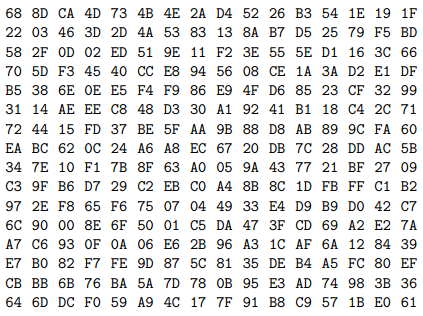 68 8D CA 4D 73 4B 4E 2A D4 52 26 B3 54 1E 19 1F
22 03 46 3D 2D 4A 53 83 13 8A B7 D5 25 79 F5 BD
58 2F 0D 02 ED 51 9E 11 F2 3E 55 5E D1 16 3C 66
70 5D F3 45 40 CC E8 94 56 08 CE 1A 3A D2 E1 DF
B5 38 6E 0E E5 F4 F9 86 E9 4F D6 85 23 CF 32 99
31 14 AE EE C8 48 D3 30 A1 92 41 B1 18 C4 2C 71
72 44 15 FD 37 BE 5F AA 9B 88 D8 AB 89 9C FA 60
EA BC 62 0C 24 A6 A8 EC 67 20 DB 7C 28 DD AC 5B
34 7E 10 F1 7B 8F 63 A0 05 9A 43 77 21 BF 27 09
C3 9F B6 D7 29 C2 EB C0 A4 8B 8C 1D FB FF C1 B2
97 2E F8 65 F6 75 07 04 49 33 E4 D9 B9 D0 42 C7
6C 90 00 8E 6F 50 01 C5 DA 47 3F CD 69 A2 E2 7A
A7 C6 93 0F 0A 06 E6 2B 96 A3 1C AF 6A 12 84 39
E7 B0 82 F7 FE 9D 87 5C 81 35 DE B4 A5 FC 80 EF
CB BB 6B 76 BA 5A 7D 78 0B 95 E3 AD 74 98 3B 36
64 6D DC F0 59 A9 4C 17 7F 91 B8 C9 57 1B E0 61